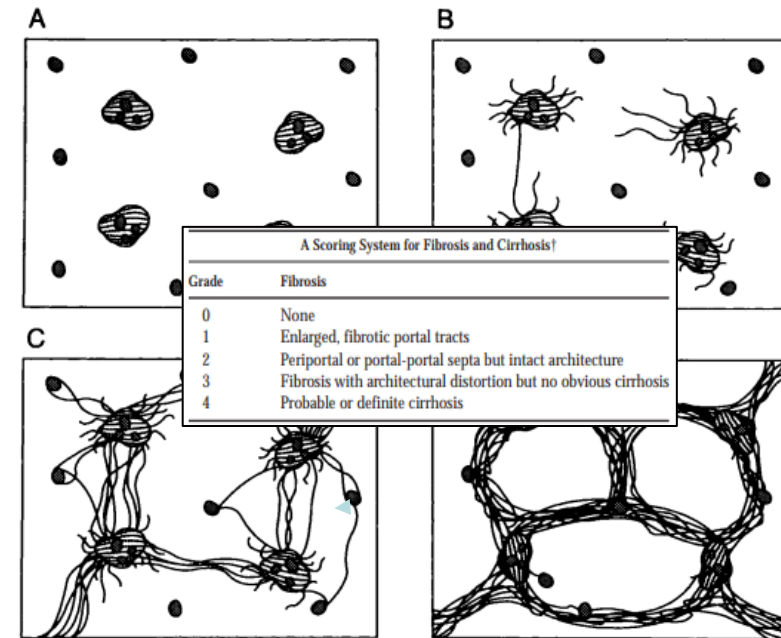 A
B
A Scoring System for Fibrosis and Cirrhosis†
Grade Fibrosis
0 None
1 Enlarged, fibrotic portal tracts
2 Periportal or portal-portal septa but intact architecture
3 Fibrosis with architectural distortion but no obvious cirrhosis
4 Probable or definite cirrhosis
C